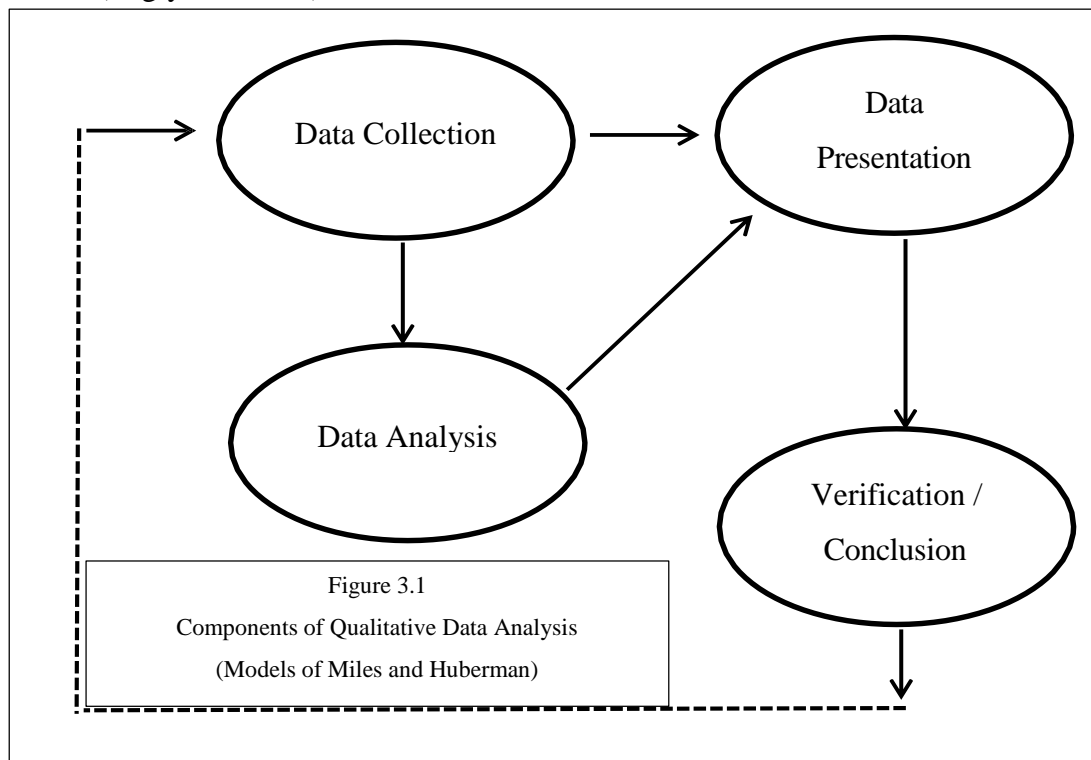 Data Collection
Data
Presentation
Data Analysis
Verification /
Conclusion
Figure 3.1
Components of Qualitative Data Analysis
(Models of Miles and Huberman)